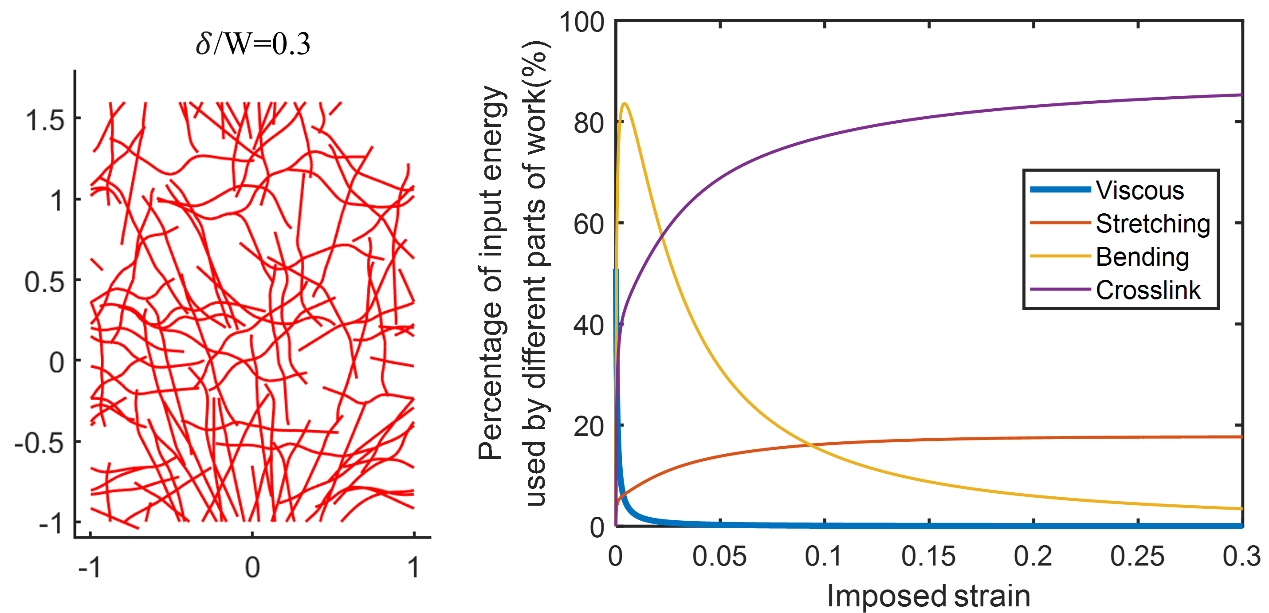 δ/W=0.3
1.5
1
0.5
0
-0.5
-1
-1
0
1
Percentage of input energy
used by different parts of work(%)
100
80
60
40
20
0
0
0.05
0.1
0.15
0.2
0.25
0.3
Imposed strain
Viscous
Stretching
Bending
Crosslink